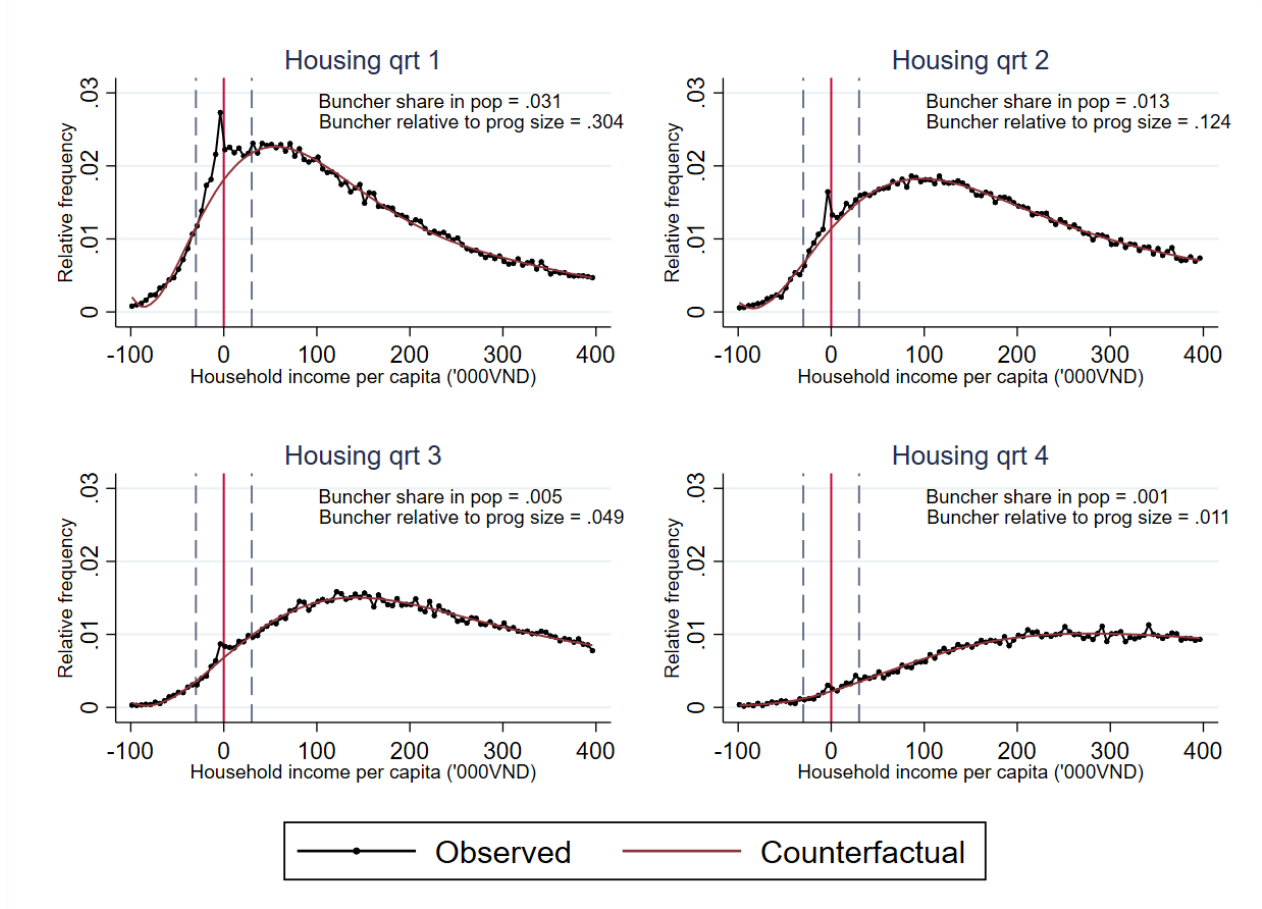 Housing qrt 1
Buncher share in pop = .031
Buncher relative to prog size = .304
Relative frequency
.03
.02
.01
0
-100 0 100 200 300 400
Household income per capita ('000VND)
Housing qrt 2
Buncher share in pop = .013
Buncher relative to prog size = .124
Relative frequency
.03
.02
.01
0
-100 0 100 200 300 400
Household income per capita ('000VND)
Housing qrt 3
Buncher share in pop = .005
Buncher relative to prog size = .049
Relative frequency
.03
.02
.01
0
-100 0 100 200 300 400
Household income per capita ('000VND)
Housing qrt 4
Buncher share in pop = .001
Buncher relative to prog size = .011
Relative frequency
.03
.02
.01
0
-100 0 100 200 300 400
Household income per capita ('000VND)
Observed Counterfactual